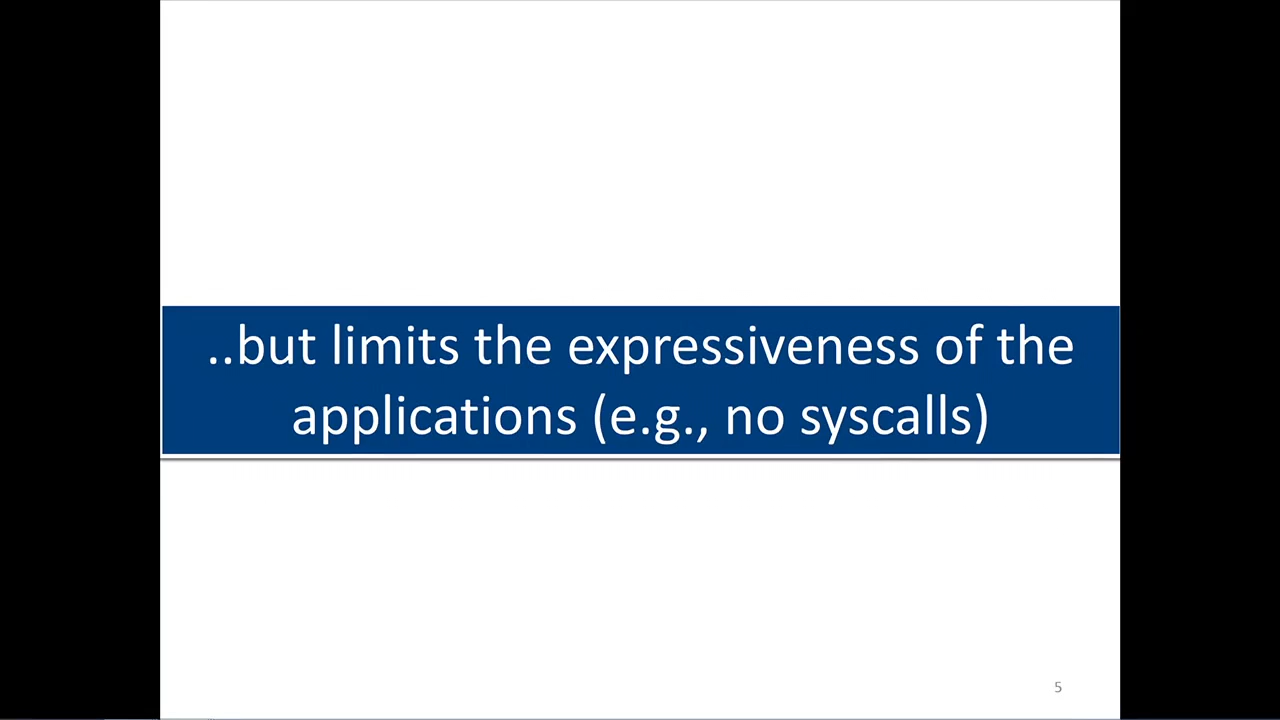 ..but limits the expressiveness of the
applications (e.g., no syscalls)
5